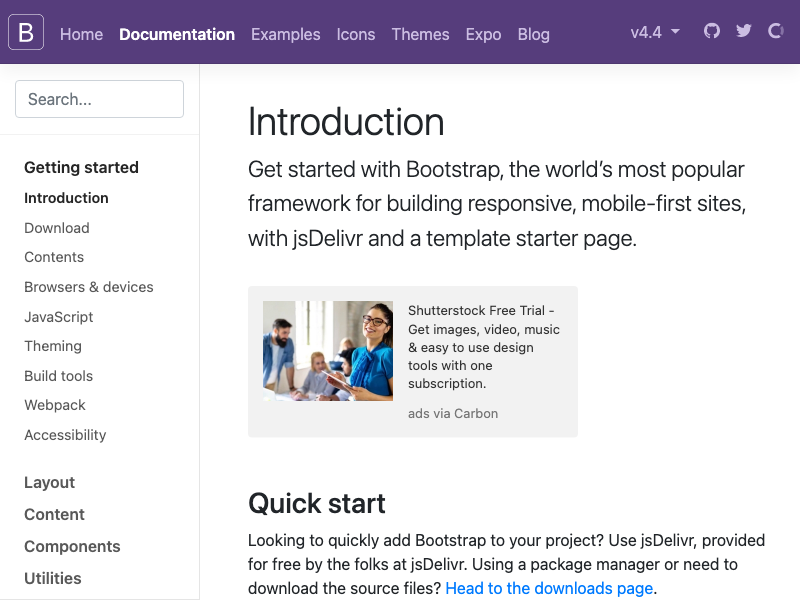 B Home Documentation Examples Icons Themes Expo Blog v4.4
Search...
Getting started
Introduction
Download
Contents
Browsers & devices
JavaScript
Theming
Build tools
Webpack
Accessibility
Layout
Content
Components
Utilities
Introduction
Get started with Bootstrap, the world’s most popular
framework for building responsive, mobile-first sites,
with jsDelivr and a template starter page.
Shutterstock Free Trial -
Get images, video, music
& easy to use design
tools with one
subscription.
ads via Carbon
Quick start
Looking to quickly add Bootstrap to your project? Use jsDelivr, provided
for free by the folks at jsDelivr. Using a package manager or need to
download the source files? Head to the downloads page.